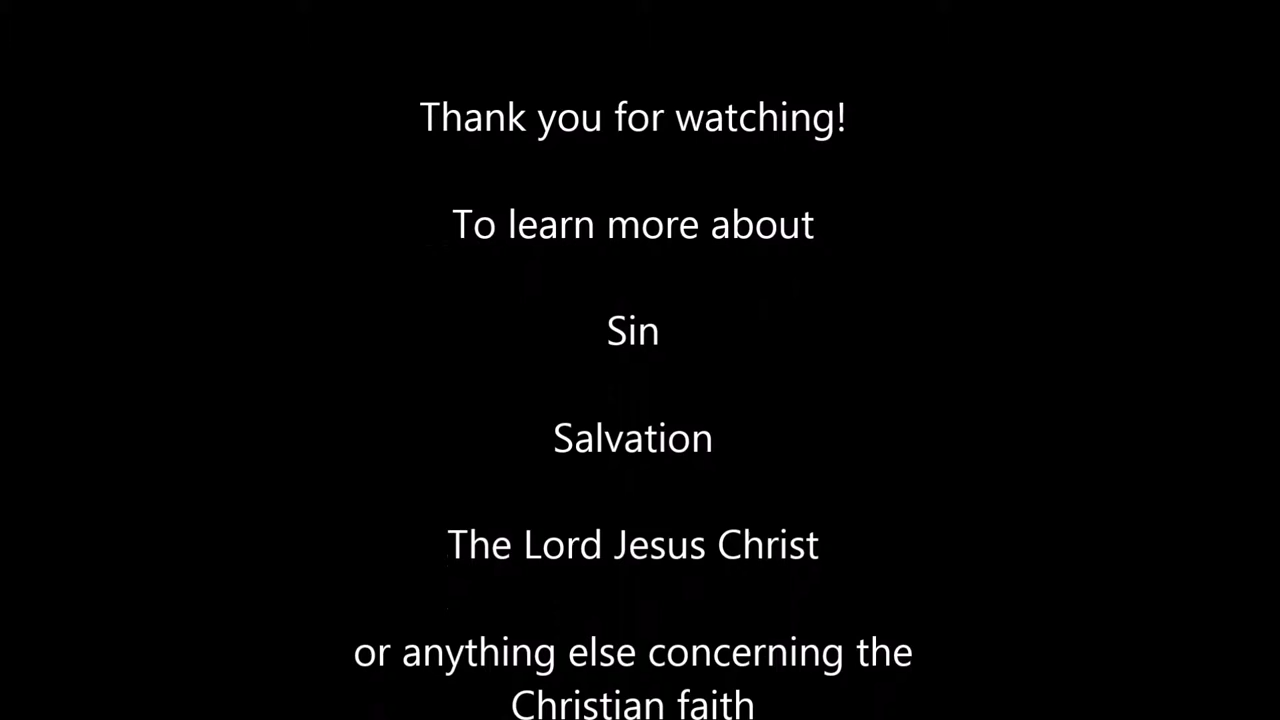 Thank you for watching!
To learn more about
Sin
Salvation
The Lord Jesus Christ
or anything else concerning the
Christian faith